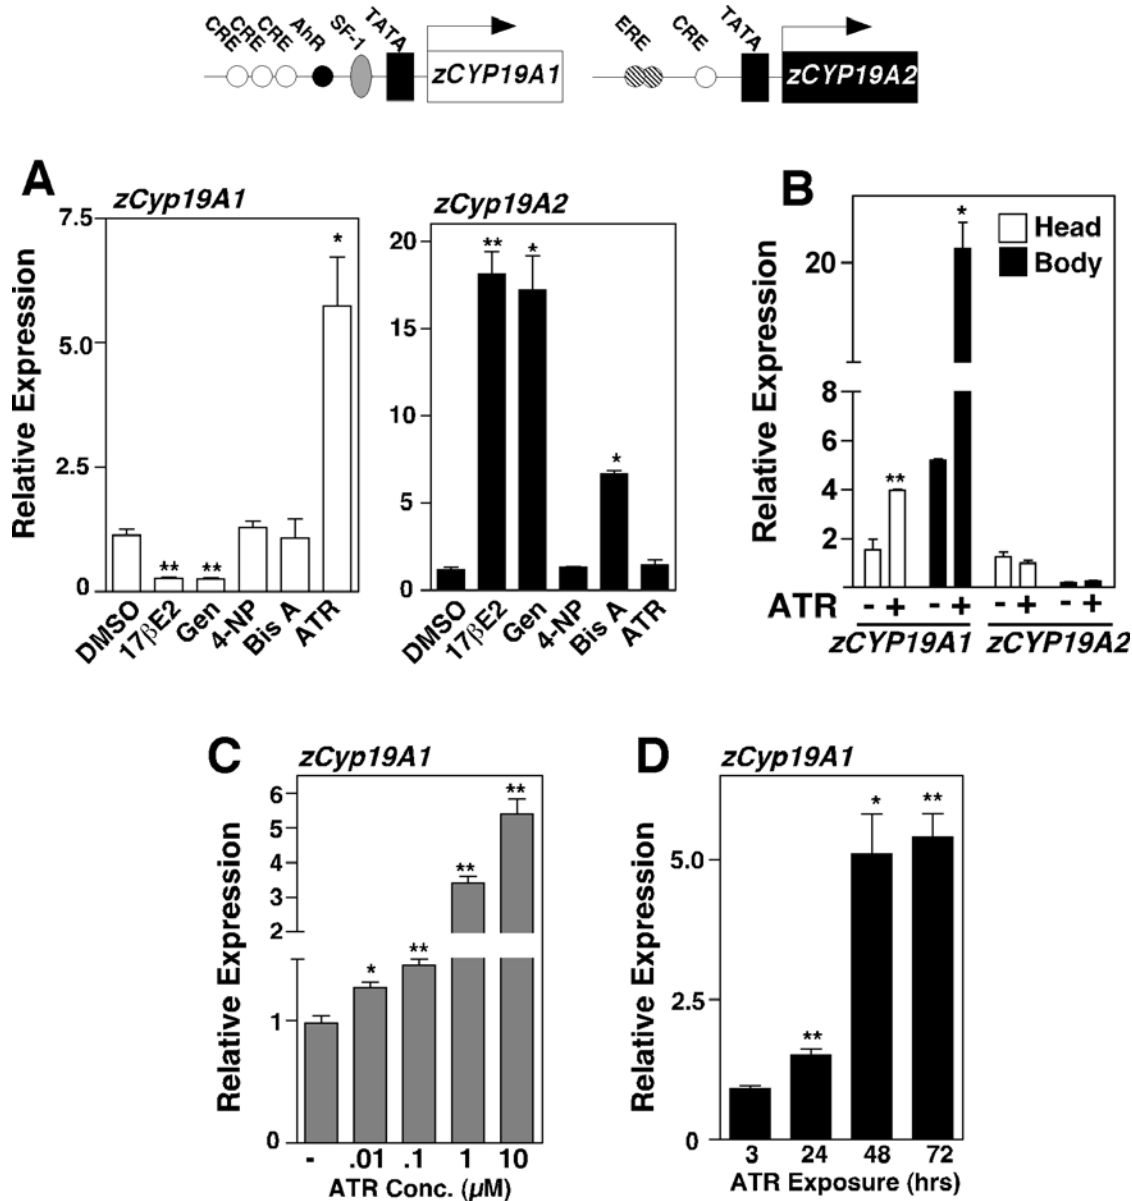 CRE CRE CRE AhR SF-1 TATA
zCYP19A1
ERE CRE TATA
zCYP19A2
A
zCyp19A1
Relative Expression
7.5
5.0
2.5
0
** ** *
DMSO 17βE2 Gen 4-NP Bis A ATR
zCyp19A2
20
15
10
5
0
** * *
DMSO 17βE2 Gen 4-NP Bis A ATR
B
Relative Expression
20
8
6
4
2
** *
Head
Body
ATR - + - + - + - +
zCYP19A1 zCYP19A2
C
zCyp19A1
Relative Expression
6
5
4
3
2
1
0
* ** ** **
- .01 .1 1 10
ATR Conc. (μM)
D
zCyp19A1
Relative Expression
5.0
2.5
0
** * **
3 24 48 72
ATR Exposure (hrs)